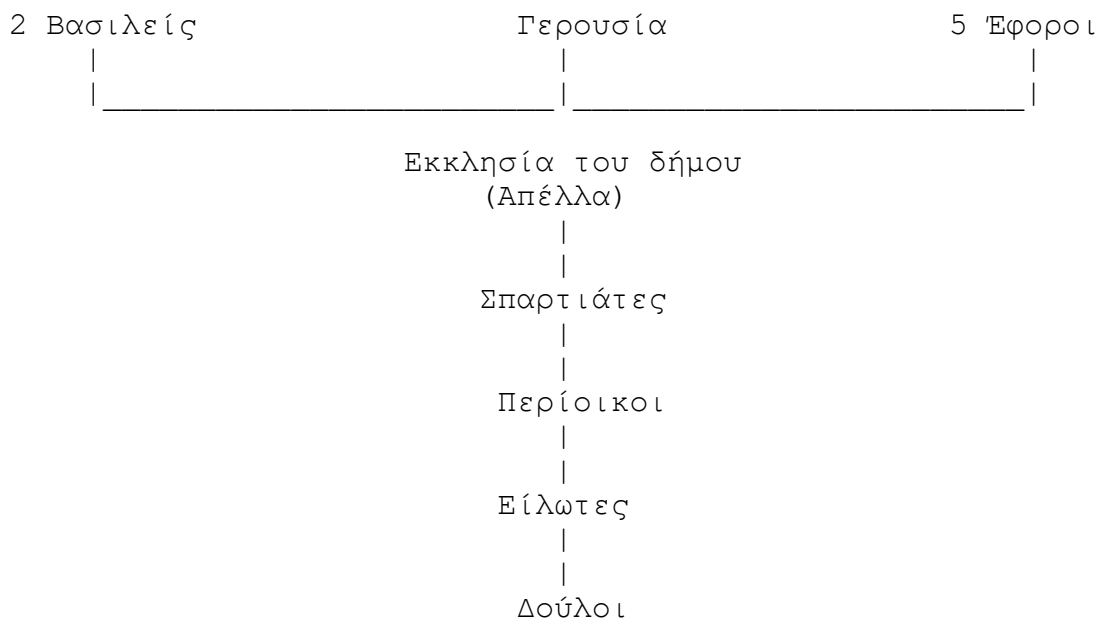 2 Βασιλείς Γερουσία 5 Έφοροι
Εκκλησία του δήμου
(Απέλλα)
Σπαρτιάτες
Περίοικοι
Είλωτες
Δούλοι